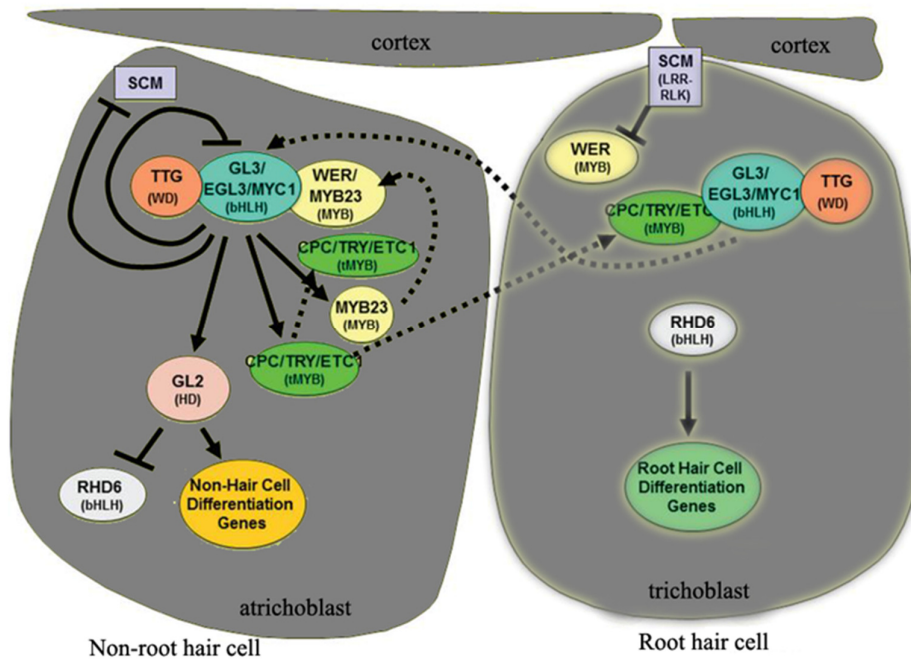 cortex
cortex
SCM
SCM
(LRR-
RLK)
WER
(MYB)
TTG
(WD)
GL3/
EGL3/MYC1
(bHLH)
WER/
MYB23
(MYB)
CPC/TRY/ETC1
(tMYB)
MYB23
(MYB)
CPC/TRY/ETC1
(tMYB)
GL2
(HD)
RHD6
(bHLH)
Non-Hair Cell
Differentiation
Genes
atrichoblast
Non-root hair cell
CPC/TRY/ETC
(tMYB)
GL3/
EGL3/MYC1
(bHLH)
TTG
(WD)
RHD6
(bHLH)
Root Hair Cell
Differentiation
Genes
trichoblast
Root hair cell